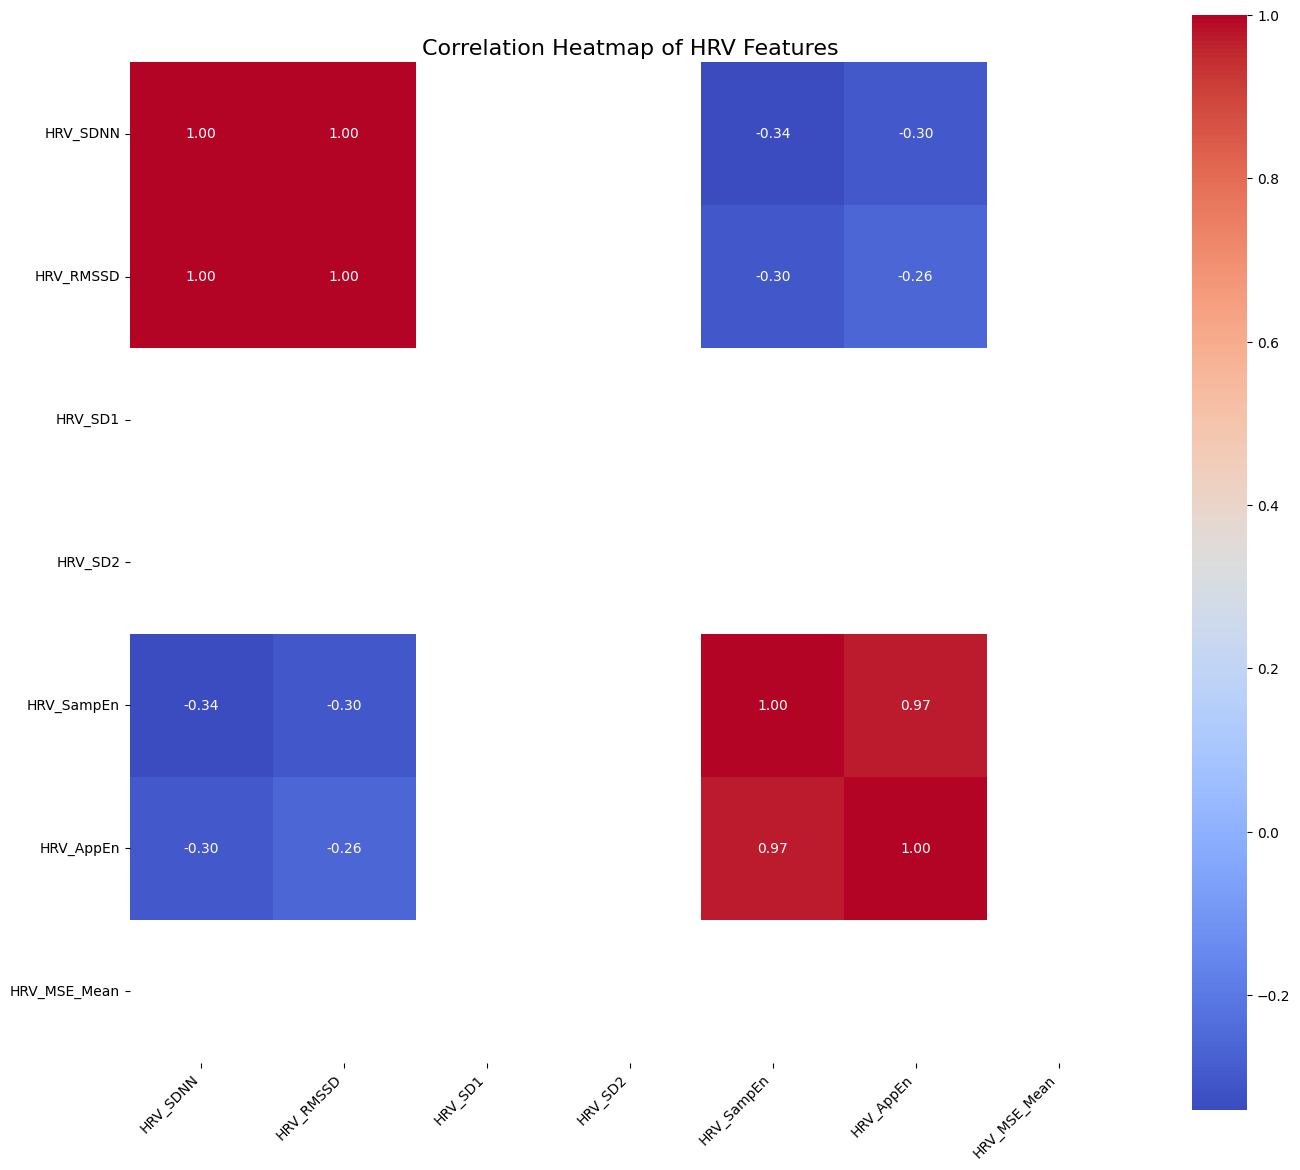 Correlation Heatmap of HRV Features
HRV_SDNN 1.00 1.00 -0.34 -0.30
HRV_RMSSD 1.00 1.00 -0.30 -0.26
HRV_SD1
HRV_SD2
HRV_SampEn -0.34 -0.30 1.00 0.97
HRV_AppEn -0.30 -0.26 0.97 1.00
HRV_MSE_Mean
HRV_SDNN HRV_RMSSD HRV_SD1 HRV_SD2 HRV_SampEn HRV_AppEn HRV_MSE_Mean
1.0
0.8
0.6
0.4
0.2
0.0
−0.2